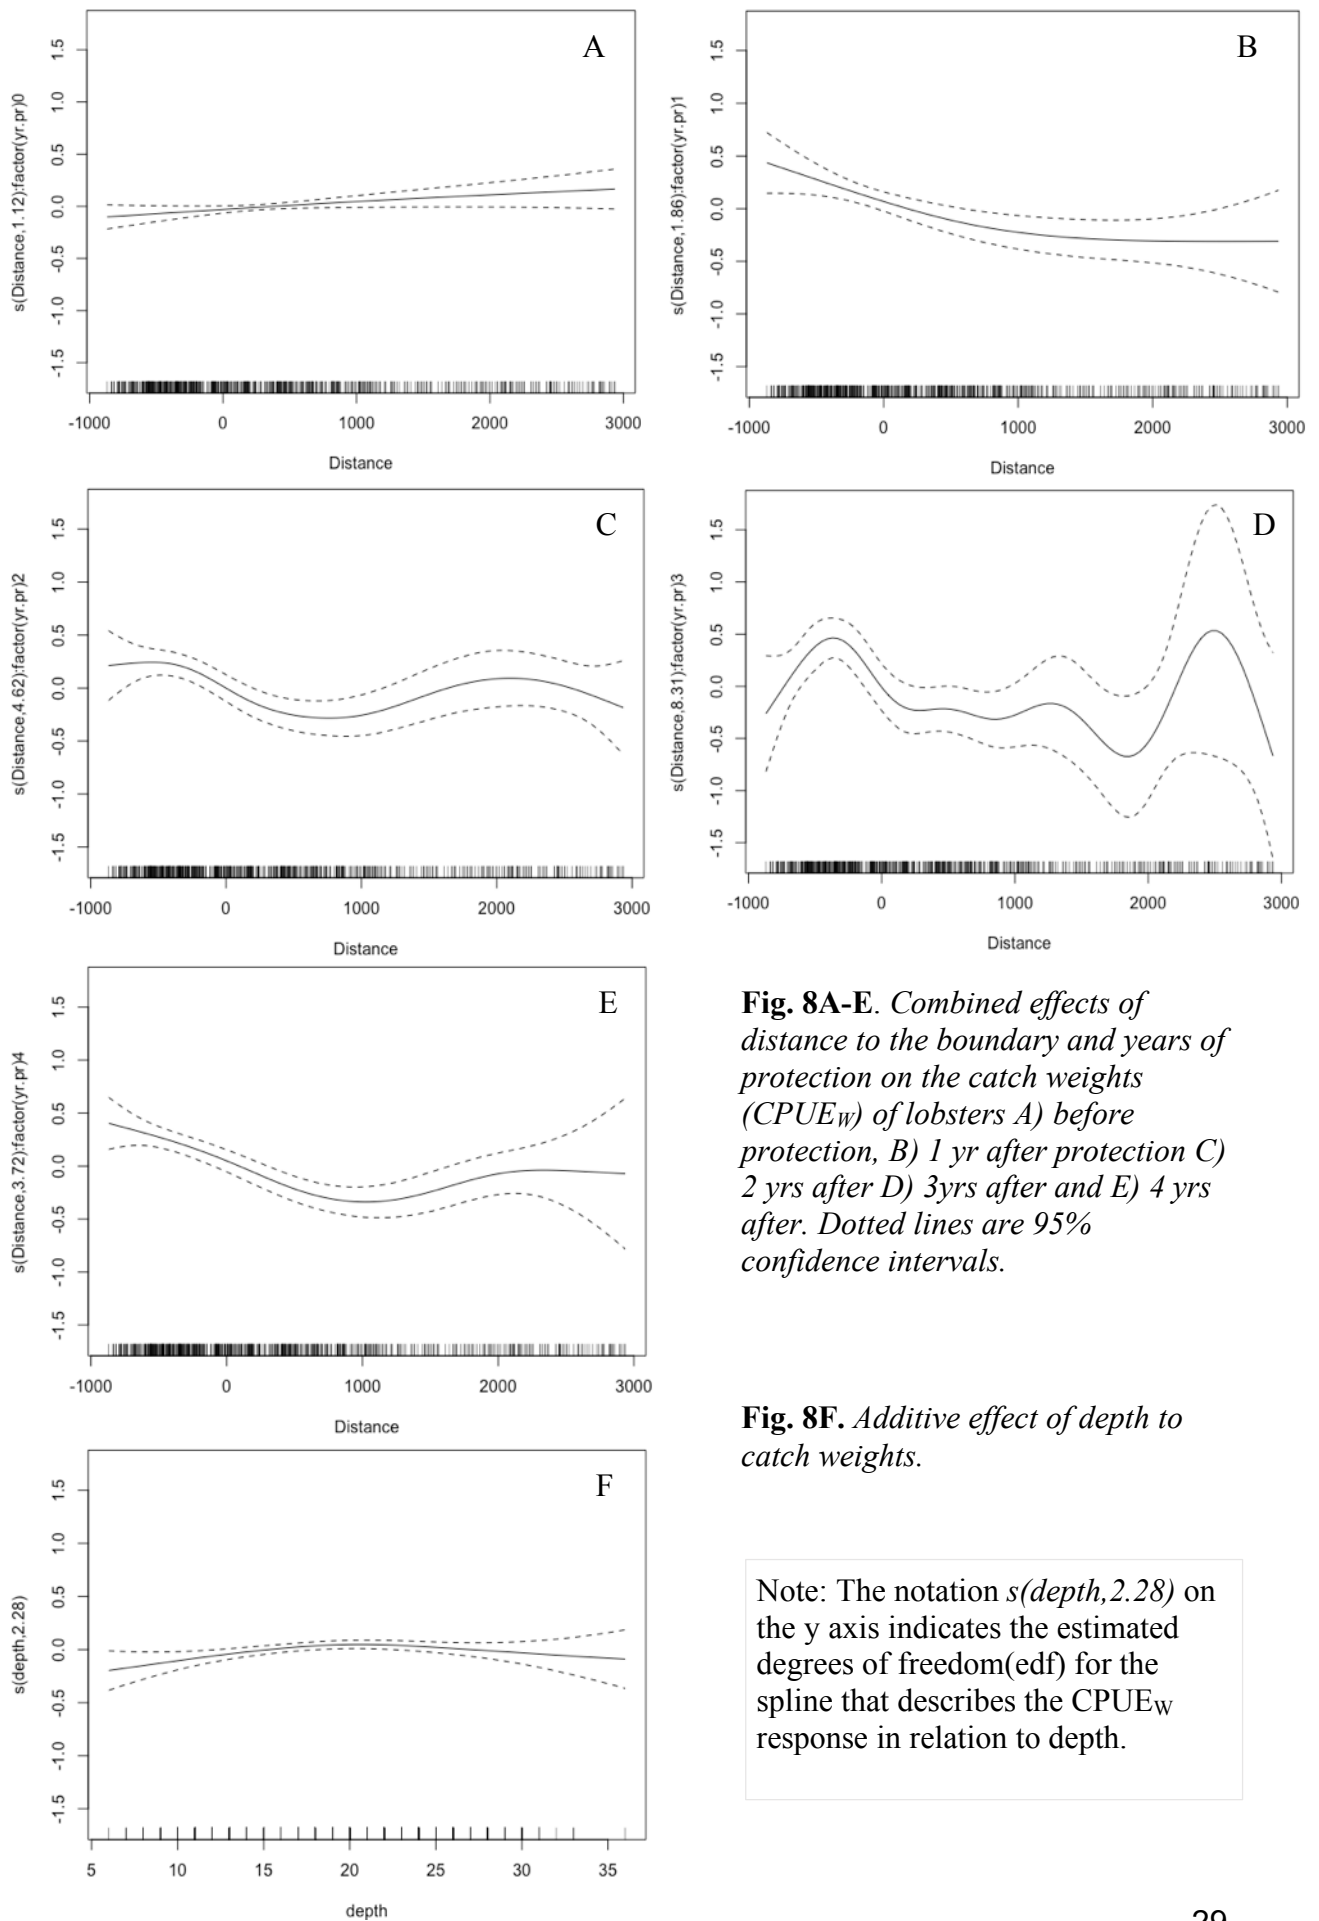 A
s(Distance,1.12):factor(yr.pr)0
1.5
1.0
0.5
0.0
-0.5
-1.0
-1.5
-1000 0 1000 2000 3000
Distance
B
s(Distance,1.86):factor(yr.pr)1
1.5
1.0
0.5
0.0
-0.5
-1.0
-1.5
-1000 0 1000 2000 3000
Distance
C
s(Distance,4.62):factor(yr.pr)2
1.5
1.0
0.5
0.0
-0.5
-1.0
-1.5
-1000 0 1000 2000 3000
Distance
D
s(Distance,8.31):factor(yr.pr)3
1.5
1.0
0.5
0.0
-0.5
-1.0
-1.5
-1000 0 1000 2000 3000
Distance
E
s(Distance,3.72):factor(yr.pr)4
1.5
1.0
0.5
0.0
-0.5
-1.0
-1.5
-1000 0 1000 2000 3000
Distance
Fig. 8A-E. Combined effects of
distance to the boundary and years of
protection on the catch weights
(CPUEW) of lobsters A) before
protection, B) 1 yr after protection C)
2 yrs after D) 3yrs after and E) 4 yrs
after. Dotted lines are 95%
confidence intervals.
F
s(depth,2.28)
1.5
1.0
0.5
0.0
-0.5
-1.0
-1.5
5 10 15 20 25 30 35
depth
Fig. 8F. Additive effect of depth to
catch weights.
Note: The notation s(depth,2.28) on
the y axis indicates the estimated
degrees of freedom(edf) for the
spline that describes the CPUEW
response in relation to depth.